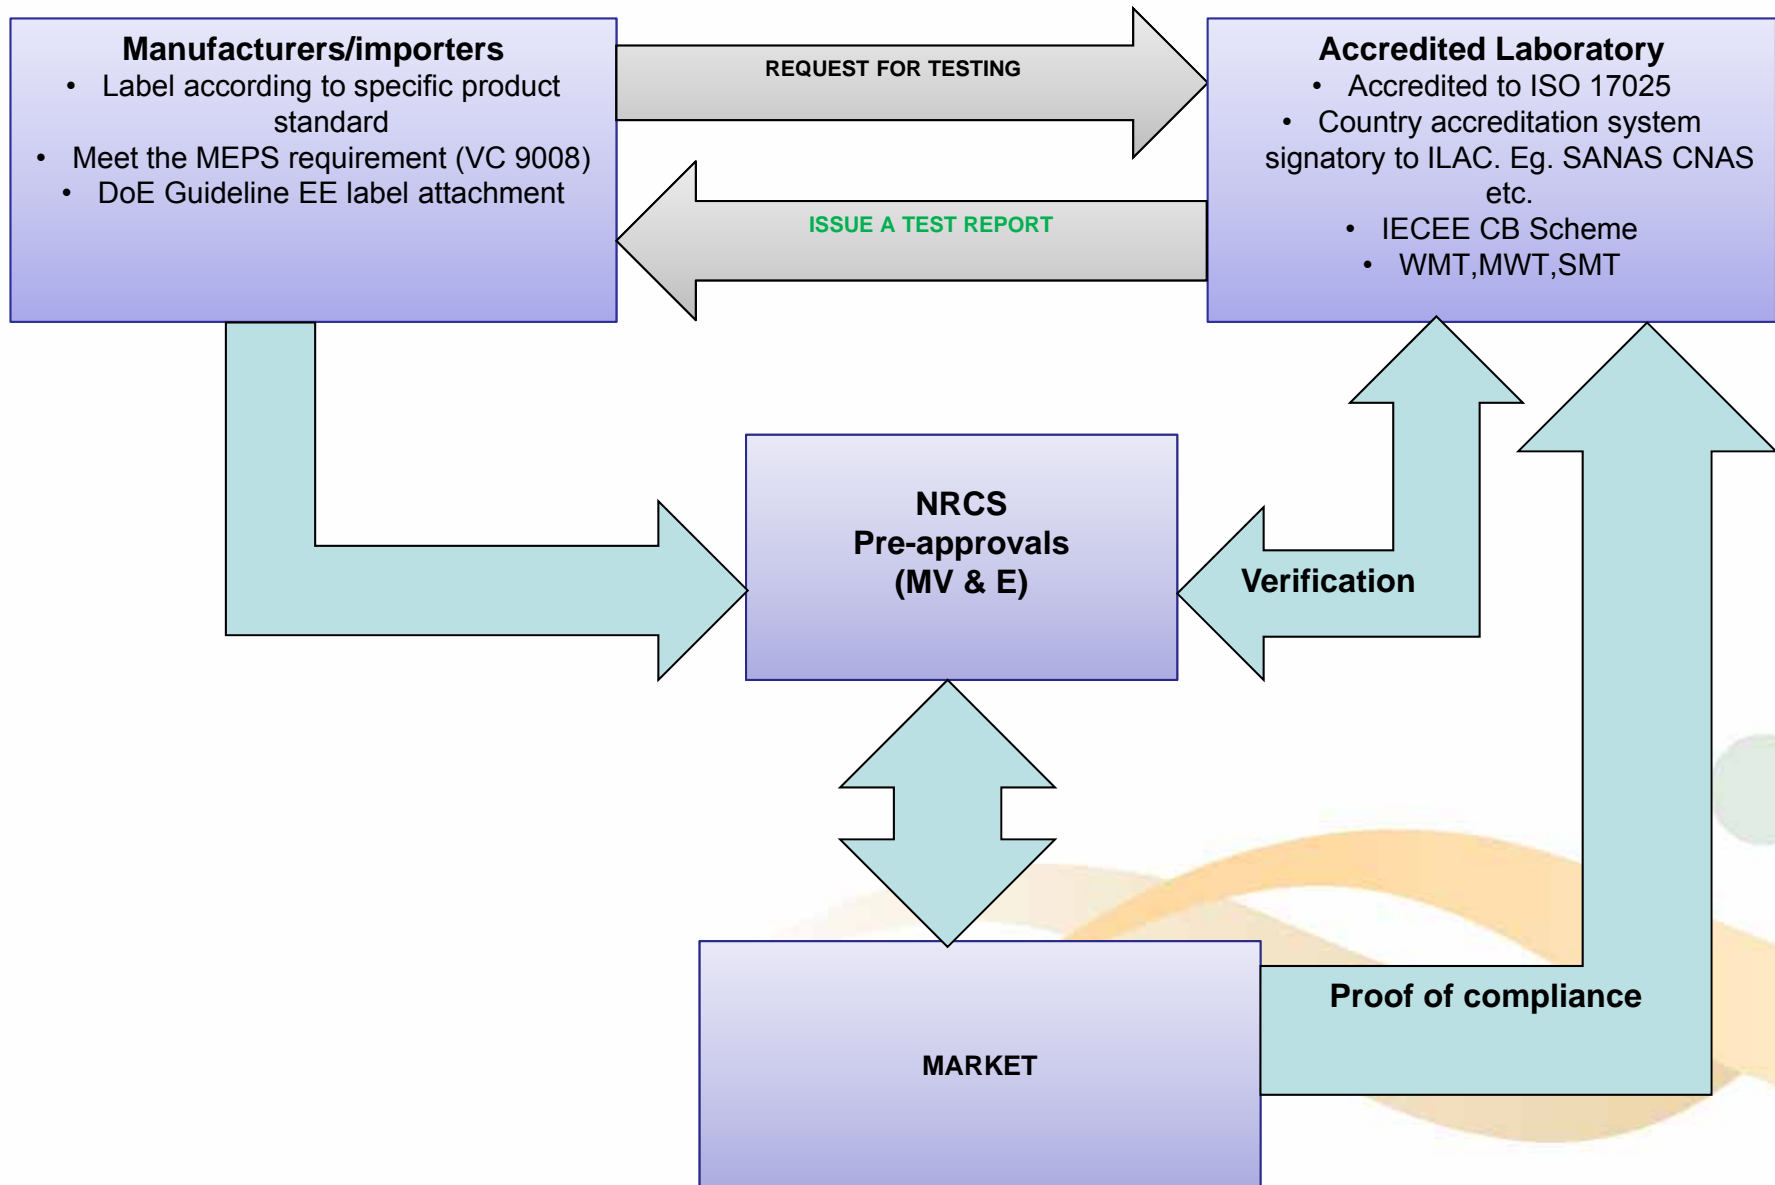 Manufacturers/importers
• Label according to specific product
standard
• Meet the MEPS requirement (VC 9008)
• DoE Guideline EE label attachment
REQUEST FOR TESTING
ISSUE A TEST REPORT
Accredited Laboratory
• Accredited to ISO 17025
• Country accreditation system
signatory to ILAC. Eg. SANAS CNAS
etc.
• IECEE CB Scheme
• WMT,MWT,SMT
NRCS
Pre-approvals
(MV & E)
Verification
Proof of compliance
MARKET